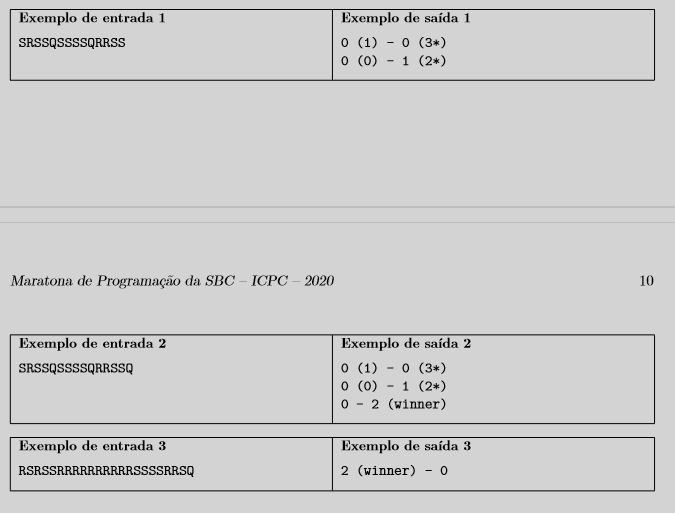 Exemplo de entrada 1
Exemplo de saída 1
SRSSQSSSSQRRSS
0 (1) - 0 (3*)
0 (0) - 1 (2*)
Maratona de Programação da SBC – ICPC – 2020
10
Exemplo de entrada 2
Exemplo de saída 2
SRSSQSSSSQRRSSQ
0 (1) - 0 (3*)
0 (0) - 1 (2*)
0 - 2 (winner)
Exemplo de entrada 3
Exemplo de saída 3
RSRSSRRRRRRRRRRSSSSRRSQ
2 (winner) - 0